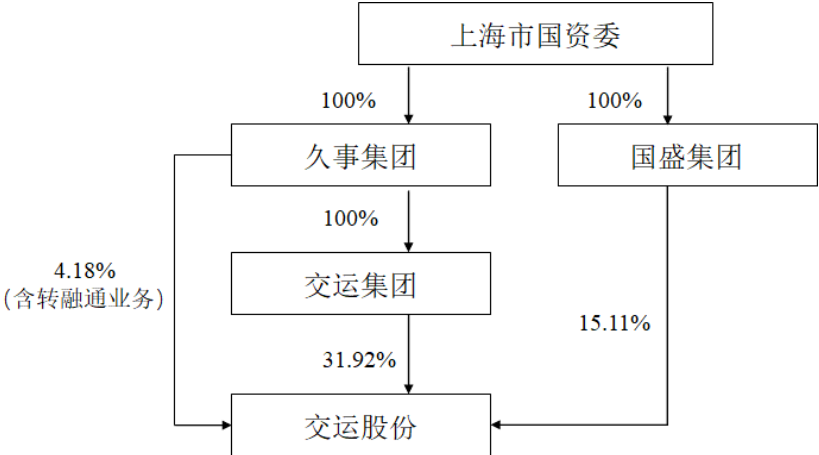 上海市国资委
100%
100%
久事集团
国盛集团
100%
4.18%
(含转融通业务)
交运集团
15.11%
31.92%
交运股份